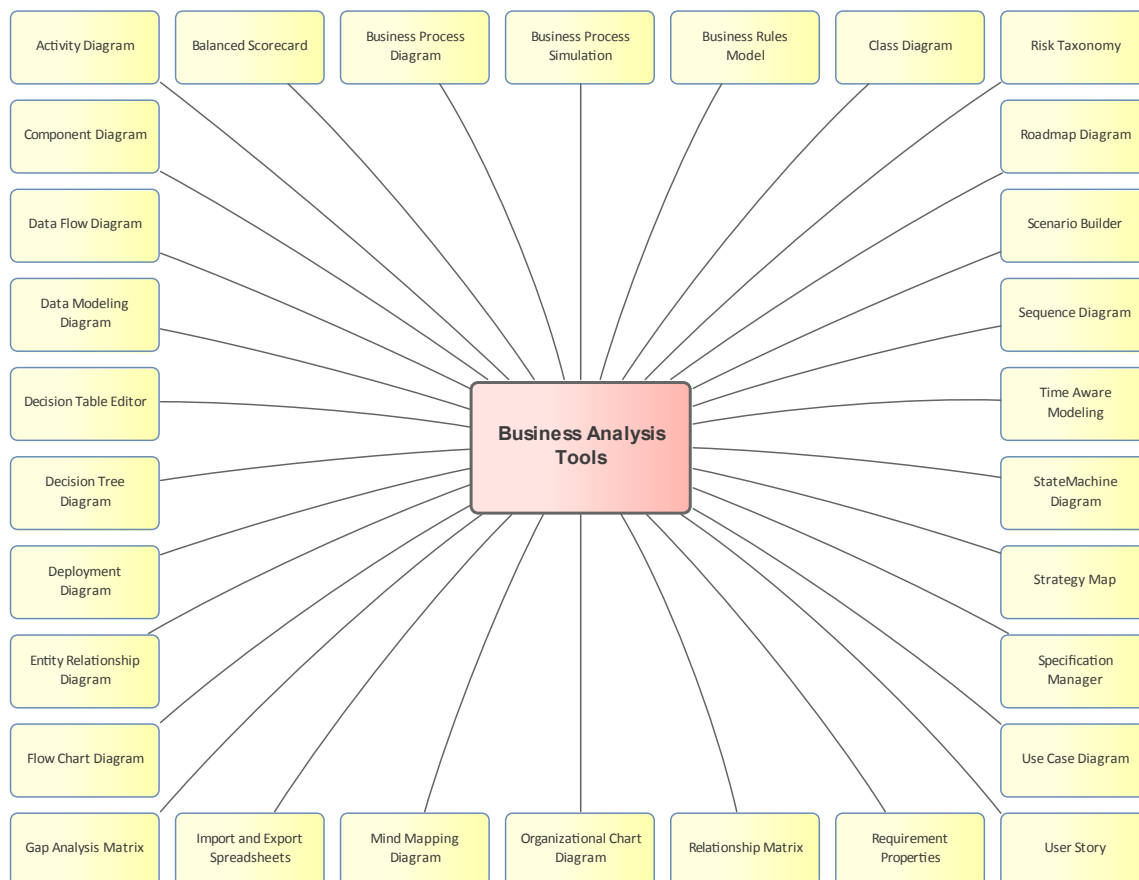 Activity Diagram
Balanced Scorecard
Business Process
Diagram
Business Process
Simulation
Business Rules
Model
Class Diagram
Risk Taxonomy
Component Diagram
Roadmap Diagram
Data Flow Diagram
Scenario Builder
Data Modeling
Diagram
Sequence Diagram
Decision Table Editor
Time Aware
Modeling
Business Analysis
Tools
Decision Tree
Diagram
StateMachine
Diagram
Deployment
Diagram
Strategy Map
Entity Relationship
Diagram
Specification
Manager
Flow Chart Diagram
Use Case Diagram
Gap Analysis Matrix
Import and Export
Spreadsheets
Mind Mapping
Diagram
Organizational Chart
Diagram
Relationship Matrix
Requirement
Properties
User Story